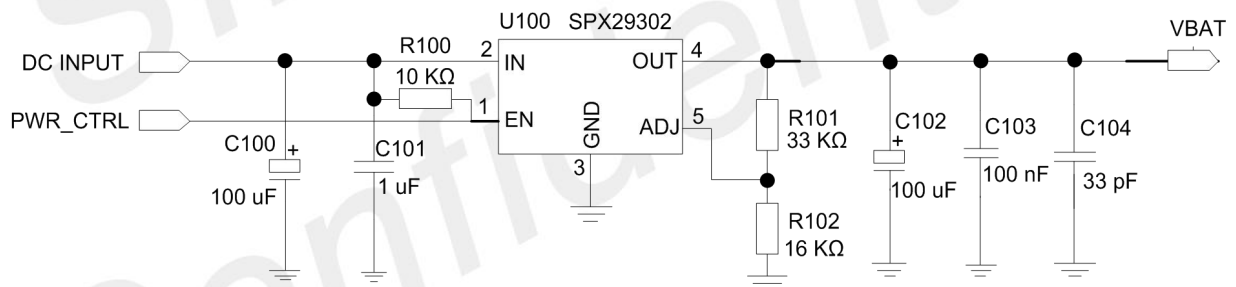 U100 SPX29302
VBAT
DC INPUT
R100
10 KΩ
2
IN
OUT
4
PWR_CTRL
1
EN
GND
ADJ
5
3
C100
+
100 uF
C101
1 uF
R101
33 KΩ
R102
16 KΩ
C102
+
100 uF
C103
100 nF
C104
33 pF